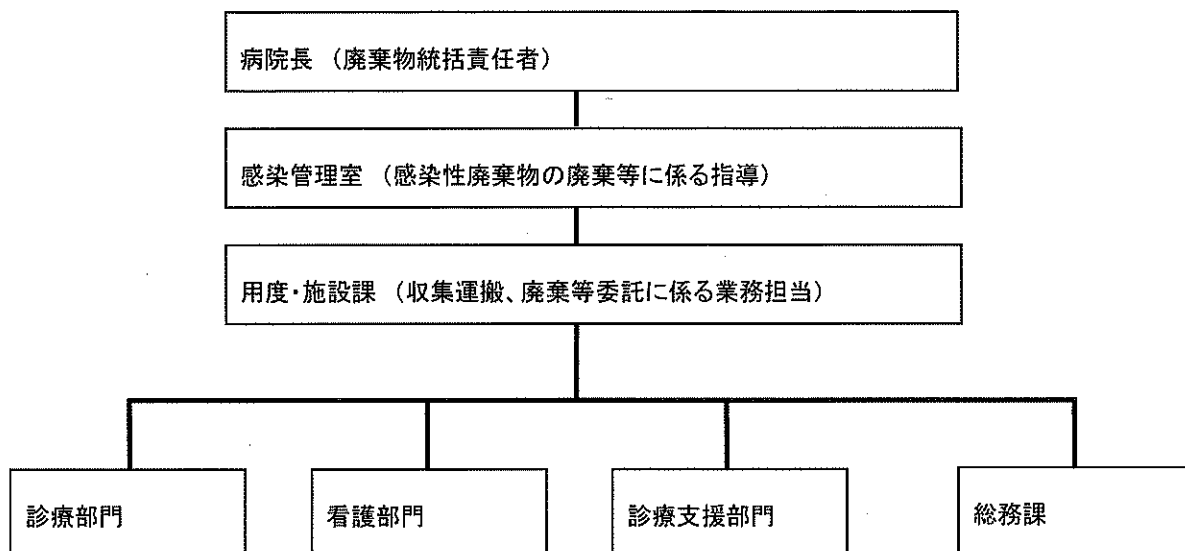 病院長 （廃棄物統括責任者）
感染管理室 （感染性廃棄物の廃棄等に係る指導）
用度・施設課 （収集運搬、廃棄等委託に係る業務担当）
診療部門
看護部門
診療支援部門
総務課